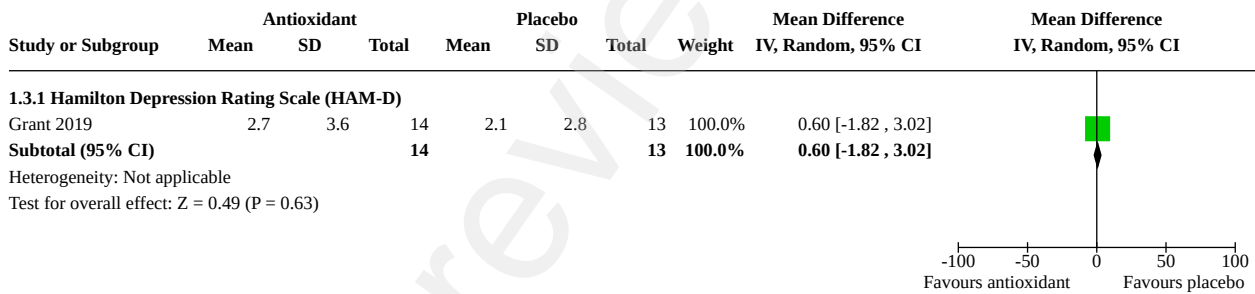 Antioxidant Placebo Mean Difference Mean Difference
Study or Subgroup Mean SD Total Mean SD Total Weight IV, Random, 95% CI IV, Random, 95% CI
1.3.1 Hamilton Depression Rating Scale (HAM-D)
Grant 2019 2.7 3.6 14 2.1 2.8 13 100.0% 0.60 [-1.82 , 3.02]
Subtotal (95% CI) 14 13 100.0% 0.60 [-1.82 , 3.02]
Heterogeneity: Not applicable
Test for overall effect: Z = 0.49 (P = 0.63)
-100 -50 0 50 100
Favours antioxidant Favours placebo